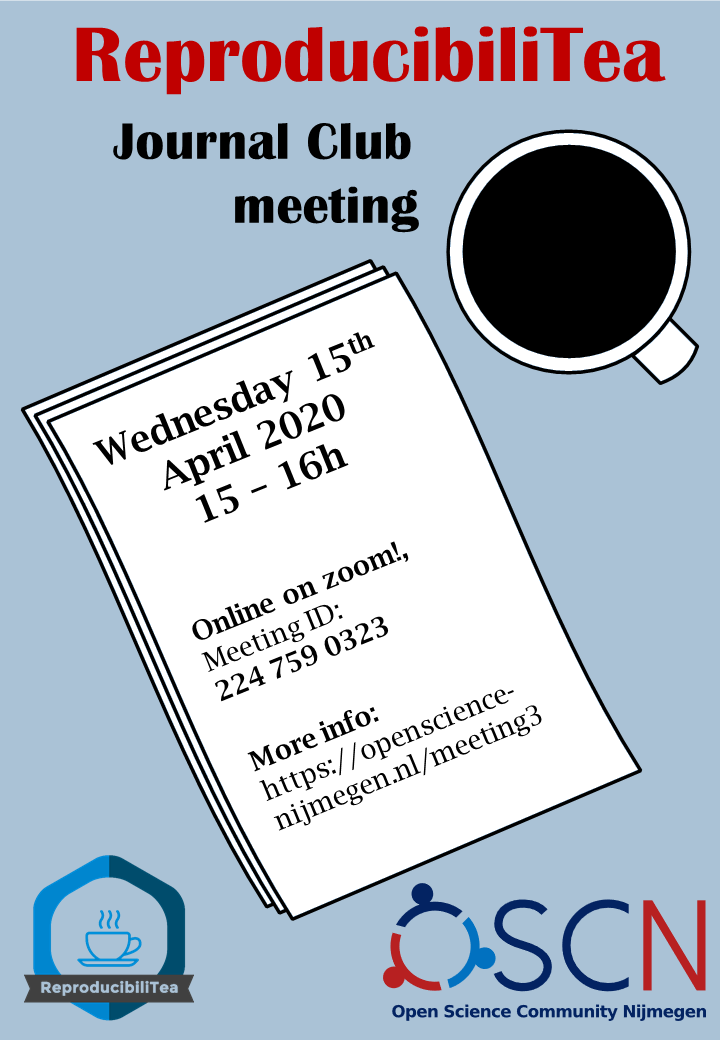 ReproducibiliTea
Journal Club
meeting
Wednesday 15th
April 2020
15 – 16h
Online on zoom!,
Meeting ID:
224 759 0323
More info:
https://openscience-
nijmegen.nl/meeting3
ReproducibiliTea
OSCN
Open Science Community Nijmegen